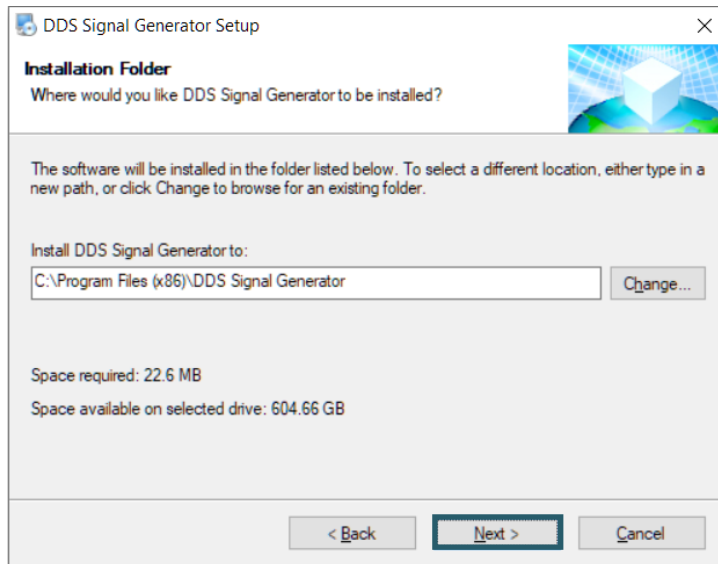 DDS Signal Generator Setup
Installation Folder
Where would you like DDS Signal Generator to be installed?
The software will be installed in the folder listed below. To select a different location, either type in a
new path, or click Change to browse for an existing folder.
Install DDS Signal Generator to:
C:\Program Files (x86)\DDS Signal Generator
Change...
Space required: 22.6 MB
Space available on selected drive: 604.66 GB
< Back
Next >
Cancel